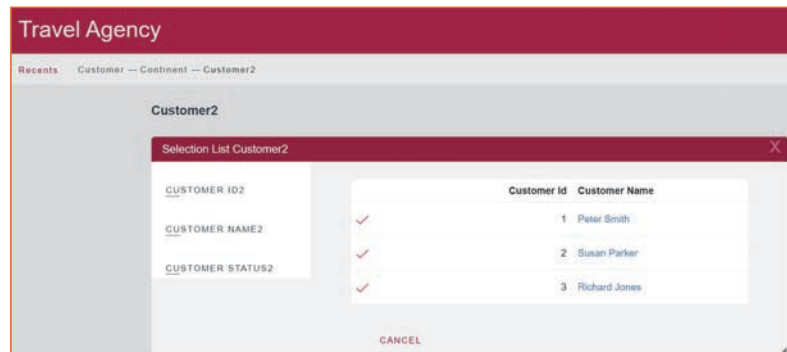 Travel Agency
Recents Customer — Continent — Customer2
Customer2
Selection List Customer2 X
CUSTOMER ID2
CUSTOMER NAME2
CUSTOMER STATUS2
Customer Id Customer Name
1 Peter Smith
2 Susan Parker
3 Richard Jones
CANCEL